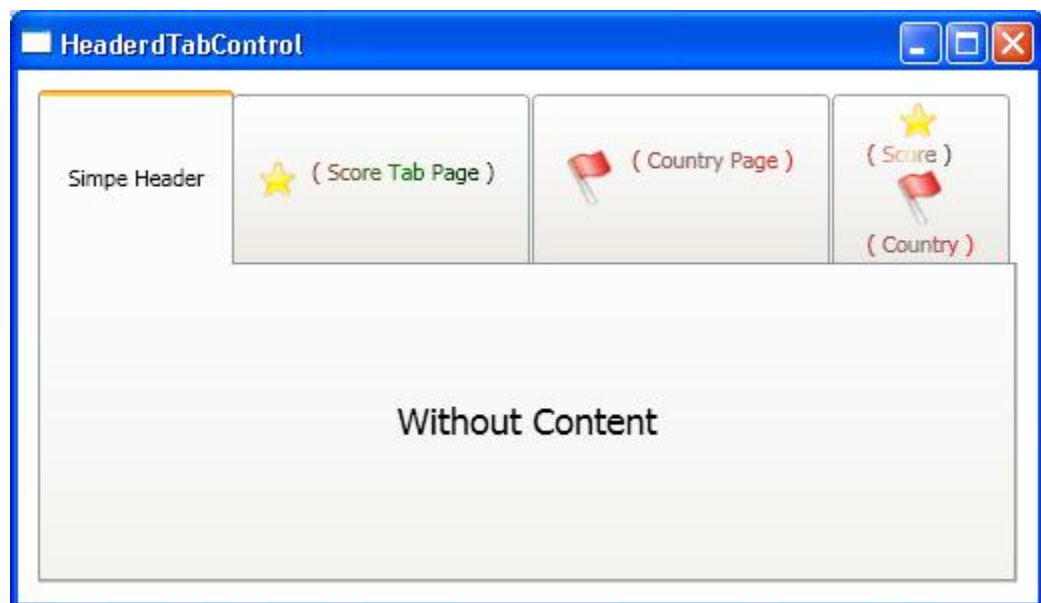 HeaderdTabControl
Simpe Header
( Score Tab Page )
( Country Page )
( Score )
( Country )
Without Content